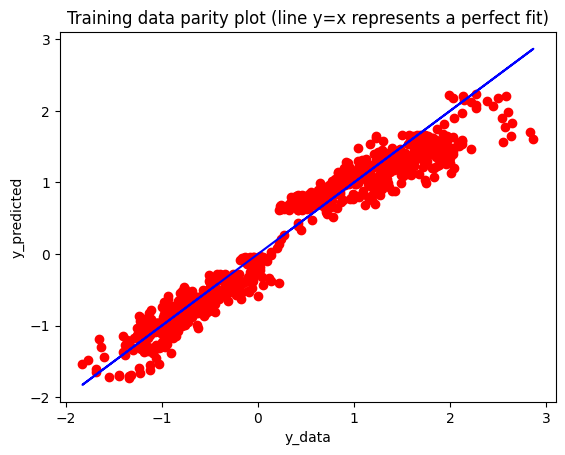 Training data parity plot (line y=x represents a perfect fit)
3
2
1
0
−1
−2
y_predicted
−2 −1 0 1 2 3
y_data